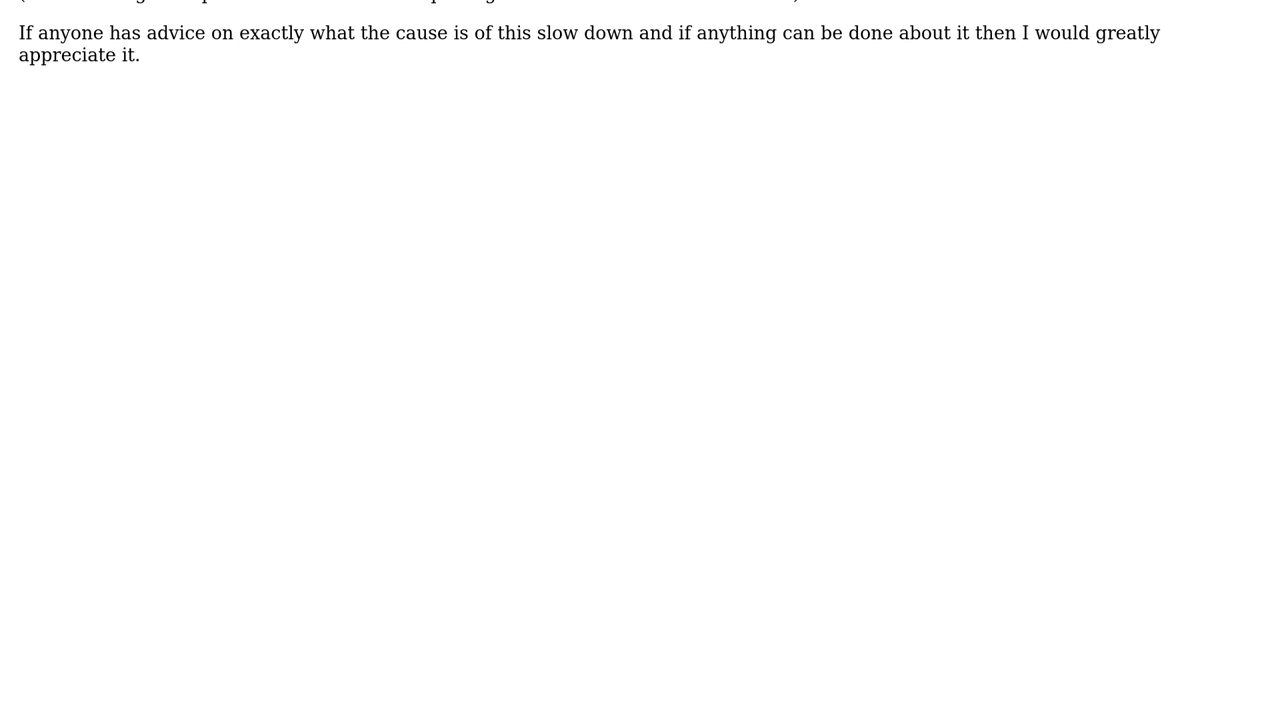 If anyone has advice on exactly what the cause is of this slow down and if anything can be done about it then I would greatly
appreciate it.